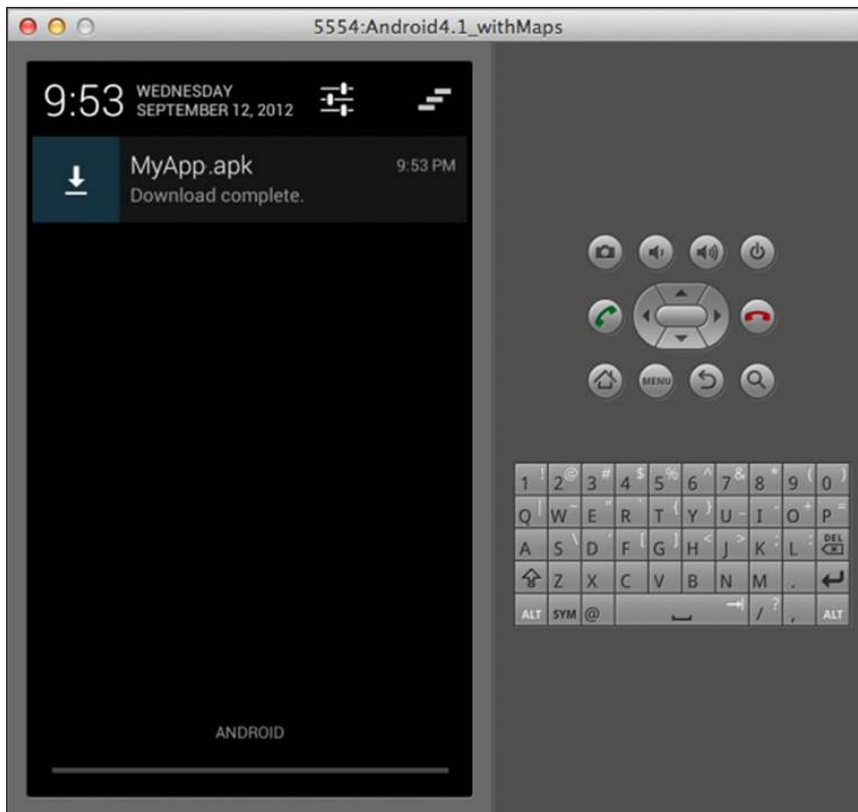 5554:Android4.1_withMaps
9:53
WEDNESDAY
SEPTEMBER 12, 2012
MyApp.apk
9:53 PM
Download complete.
ANDROID
MENU
1 ! 2 @ 3 # 4 $ 5 % 6 ^ 7 & 8 * 9 ( 0 )
Q | W ~ E " R ` T { Y } U _ I - O + P =
A S \ D ' F [ G ] H < J > K ; L : DEL
Z X C V B N M .
ALT SYM @ / ? , ALT